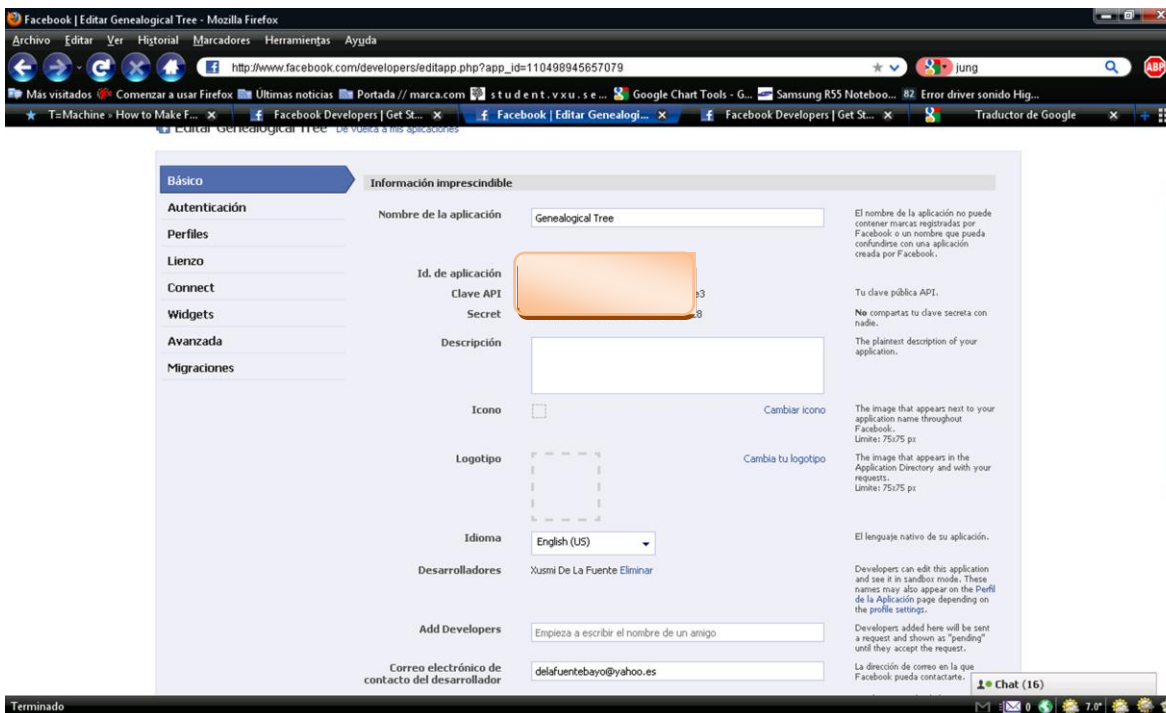 Facebook | Editar Genealogical Tree - Mozilla Firefox
Archivo Editar Ver Historial Marcadores Herramientas Ayuda
http://www.facebook.com/developers/editapp.php?app_id=110498945657079
jung
ABP
Más visitados Comenzar a usar Firefox Últimas noticias Portada // marca.com s t u d e n t . v x u . s e ... Google Chart Tools - G... Samsung R55 Noteboo... 82 Error driver sonido Hig...
T=Machine » How to Make F... Facebook Developers | Get St... Facebook | Editar Genealogi... Facebook Developers | Get St... Traductor de Google
Editar Genealogical Tree De vuelta a mis aplicaciones
Básico
Autenticación
Perfiles
Lienzo
Connect
Widgets
Avanzada
Migraciones
Información imprescindible
Nombre de la aplicación
Genealogical Tree
El nombre de la aplicación no puede
contener marcas registradas por
Facebook o un nombre que pueda
confundirse con una aplicación
creada por Facebook.
Id. de aplicación
Clave API
e3
Tu clave pública API.
Secret
8
No compartas tu clave secreta con
nadie.
Descripción
The plaintext description of your
application.
Icono
Cambiar icono
The image that appears next to your
application name throughout
Facebook.
Limite: 75x75 px
Logotipo
Cambia tu logotipo
The image that appears in the
Application Directory and with your
requests.
Limite: 75x75 px
Idioma
English (US)
El lenguaje nativo de su aplicación.
Desarrolladores
Xusmi De La Fuente Eliminar
Developers can edit this application
and see it in sandbox mode. These
names may also appear on the Perfil
de la Aplicación page depending on
the profile settings.
Add Developers
Empieza a escribir el nombre de un amigo
Developers added here will be sent
a request and shown as "pending"
until they accept the request.
Correo electrónico de
contacto del desarrollador
delafuentebayo@yahoo.es
La dirección de correo en la que
Facebook pueda contactarte.
Chat (16)
Terminado
0
7.0°